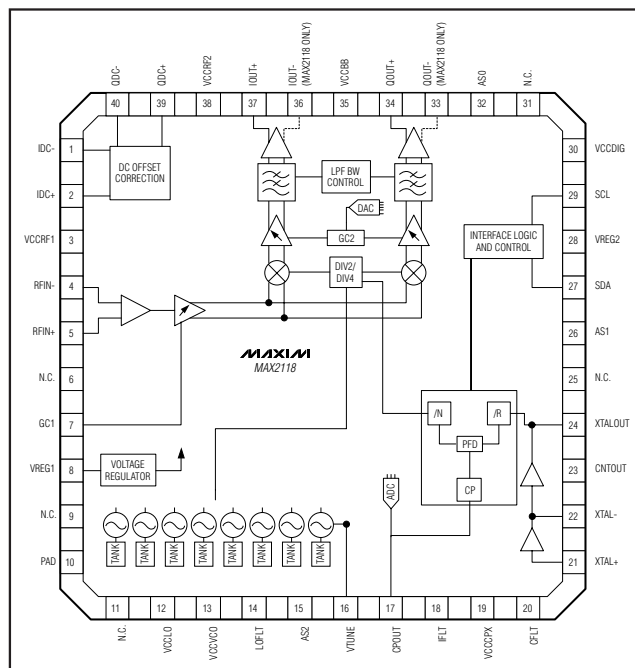 QDC-
QDC+
VCCRF2
IOUT+
IOUT- (MAX2118 ONLY)
VCCBB
QOUT+
QOUT- (MAX2118 ONLY)
AS0
N.C.
40
39
38
37
36
35
34
33
32
31
IDC-
1
DC OFFSET
CORRECTION
LPF BW
CONTROL
30
VCCDIG
IDC+
2
DAC
29
SCL
VCCRF1
3
GC2
INTERFACE LOGIC
AND CONTROL
28
VREG2
RFIN-
4
DIV2/
DIV4
27
SDA
RFIN+
5
26
AS1
MAXIM
MAX2118
N.C.
6
25
N.C.
GC1
7
/N
/R
24
XTALOUT
PFD
VREG1
8
VOLTAGE
REGULATOR
ADC
CP
23
CNTOUT
N.C.
9
22
XTAL-
TANK
TANK
TANK
TANK
TANK
TANK
TANK
TANK
PAD
10
21
XTAL+
11
12
13
14
15
16
17
18
19
20
N.C.
VCCLO
VCCVCO
LOFLT
AS2
VTUNE
CPOUT
IFLT
VCCCPX
CFLT